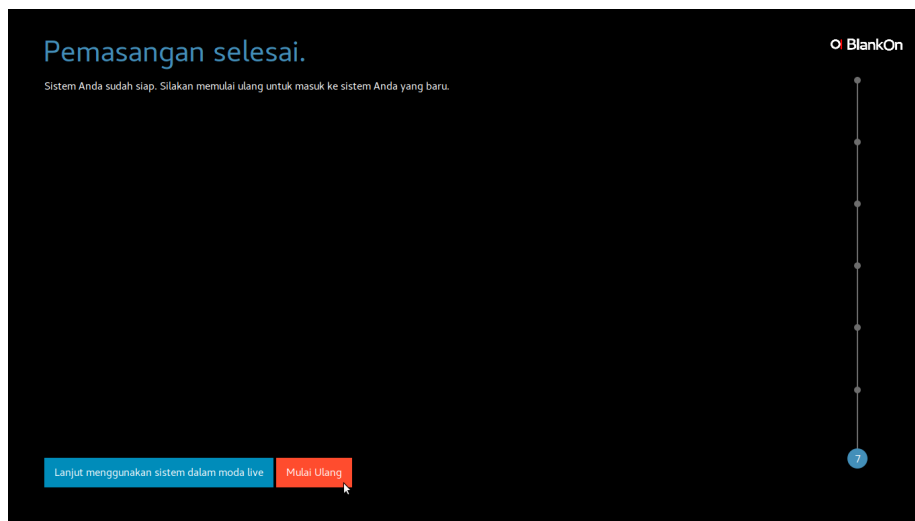 Pemasangan selesai.
BlankOn
Sistem Anda sudah siap. Silakan memulai ulang untuk masuk ke sistem Anda yang baru.
Lanjut menggunakan sistem dalam moda live
Mulai Ulang
7